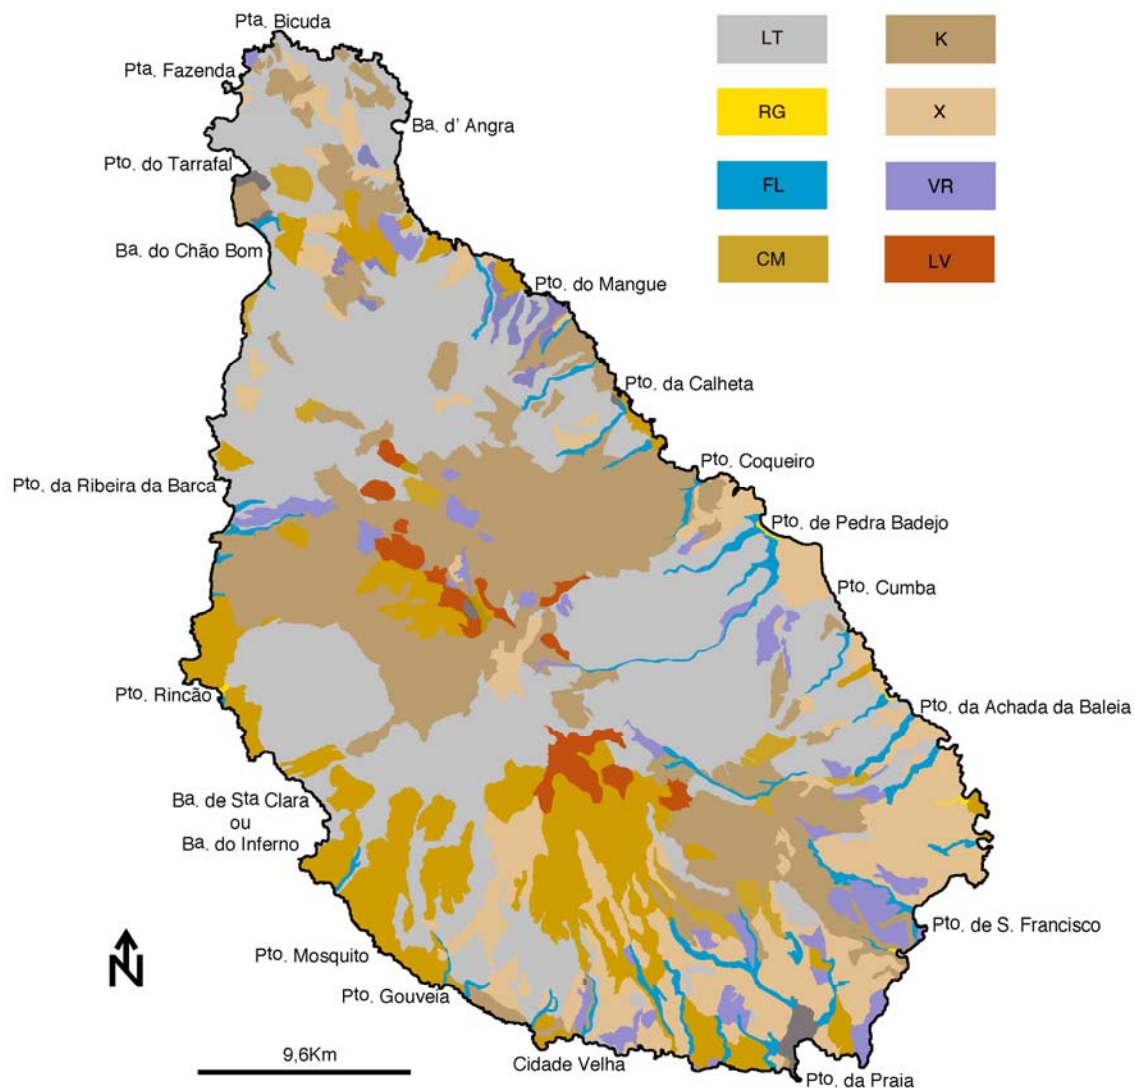 Pta. Bicuda
Pta. Fazenda
Ba. d' Angra
Pto. do Tarrafal
Ba. do Chão Bom
Pto. do Mangue
Pto. da Calheta
Pto. Coqueiro
Pto. da Ribeira da Barca
Pto. de Pedra Badejo
Pto. Cumba
Pto. Rincão
Pto. da Achada da Baleia
Ba. de Sta Clara
ou
Ba. do Inferno
Pto. de S. Francisco
Pto. Mosquito
Pto. Gouveia
Cidade Velha
Pto. da Praia
N
9,6Km
LT
K
RG
X
FL
VR
CM
LV